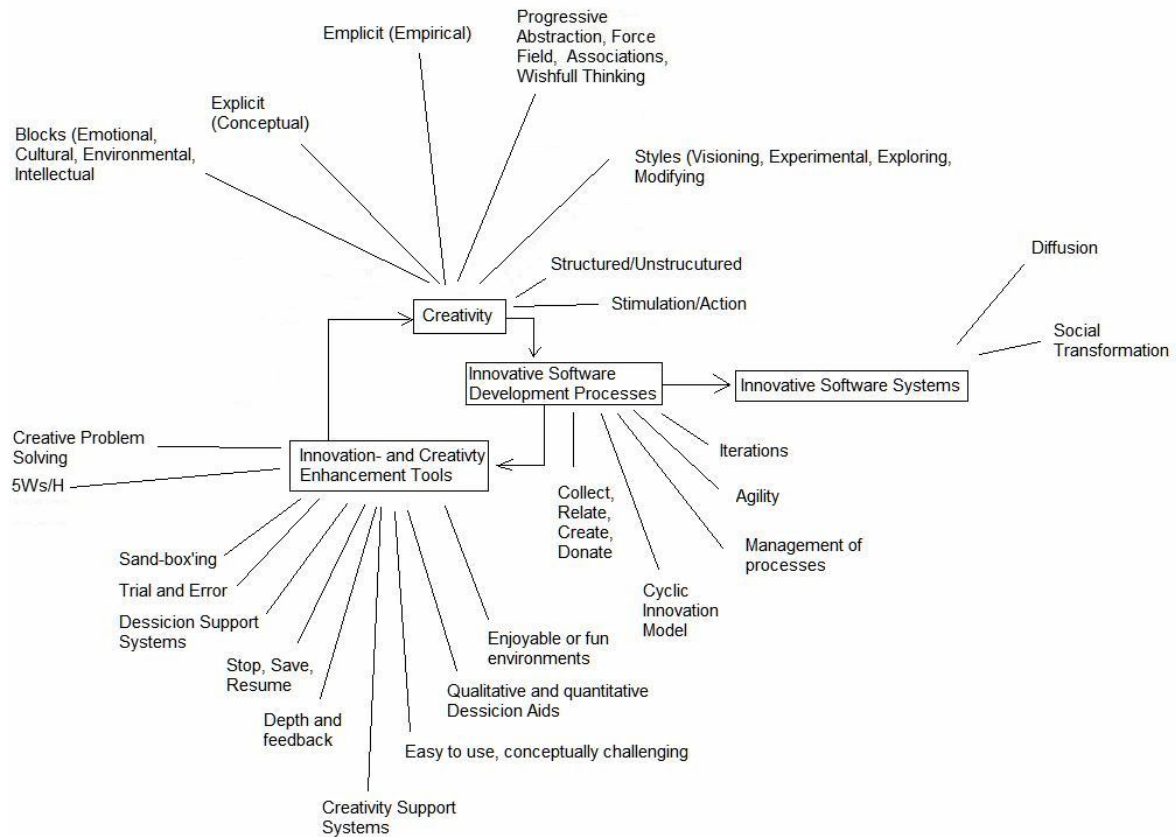 Emplicit (Empirical)
Progressive
Abstraction, Force
Field,  Associations,
Wishfull Thinking
Explicit
(Conceptual)
Blocks (Emotional,
Cultural, Environmental,
Intellectual
Styles (Visioning, Experimental, Exploring,
Modifying
Diffusion
Structured/Unstrucutured
Stimulation/Action
Creativity
Social
Transformation
Innovative Software
Development Processes
Innovative Software Systems
Creative Problem
Solving
5Ws/H
Innovation- and Creativty
Enhancement Tools
Iterations
Agility
Collect,
Relate,
Create,
Donate
Management of
processes
Cyclic
Innovation
Model
Sand-box'ing
Trial and Error
Dessicion Support
Systems
Stop, Save,
Resume
Depth and
feedback
Enjoyable or fun
environments
Qualitative and quantitative
Dessicion Aids
Easy to use, conceptually challenging
Creativity Support
Systems